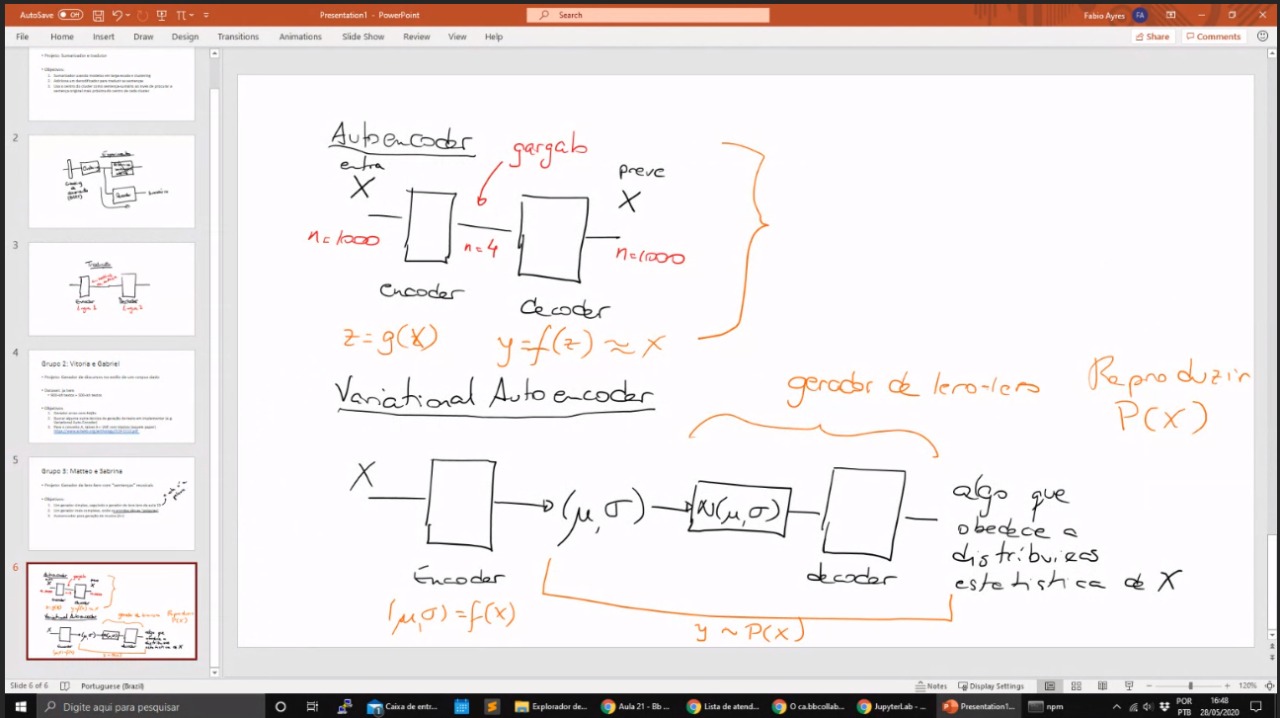 AutoSave Off
Presentation1 - PowerPoint
Search
Fabio Ayres FA
File Home Insert Draw Design Transitions Animations Slide Show Review View Help
Share Comments
2
3
4
Grupo 2: Vitoria e Gabriel
5
Grupo 3: Matteo e Sabrina
6
Autoencoder
gargalo
entra
X
preve
X
n=1000
n=4
n=1000
encoder
decoder
z=g(X)
y=f(z)≈X
Variational Autoencoder
gerador de lero-lero
Reproduzir
P(X)
X
(μ,σ)
N(μ,σ)
algo que
obedece a
distribuicao
estatistica de X
Encoder
decoder
(μ,σ)=f(x)
y ~ P(X)
Slide 6 of 6 Portuguese (Brazil)
Notes Display Settings 120%
Digite aqui para pesquisar
Caixa de entr...
Explorador de...
Aula 21 - Bb ...
Lista de atend...
O ca.bbcollab...
JupyterLab - ...
Presentation1 ...
npm
POR
PTB
16:48
28/05/2020